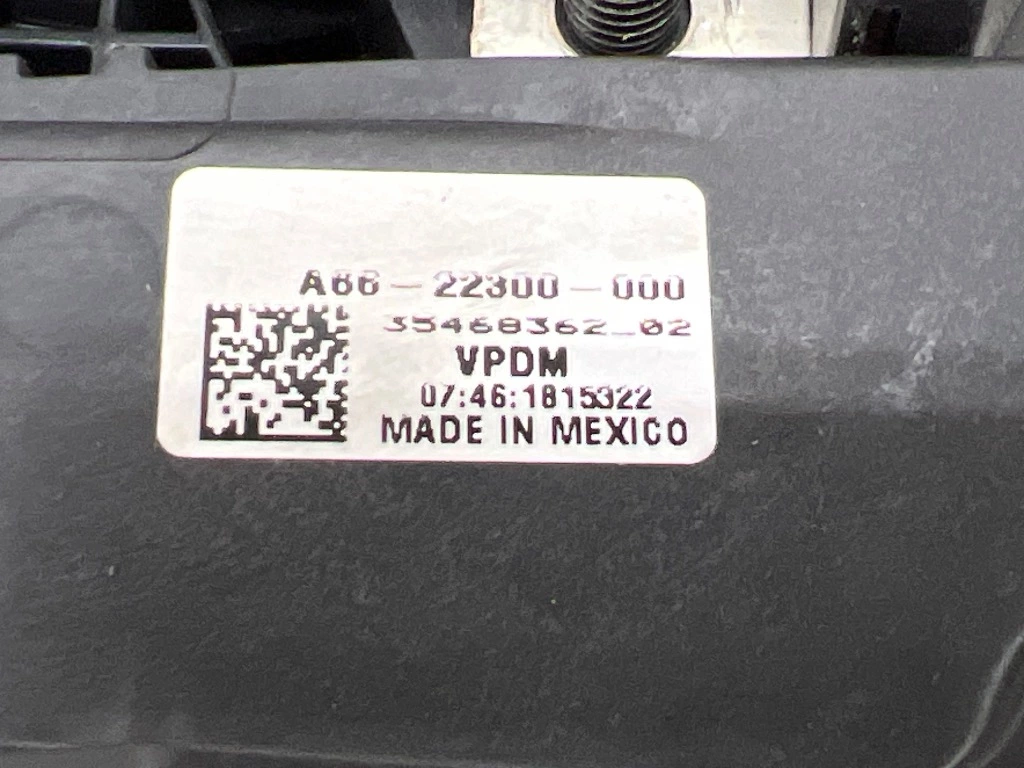 A66-22300-000
35468362_02
VPDM
07:46:1815322
MADE IN MEXICO